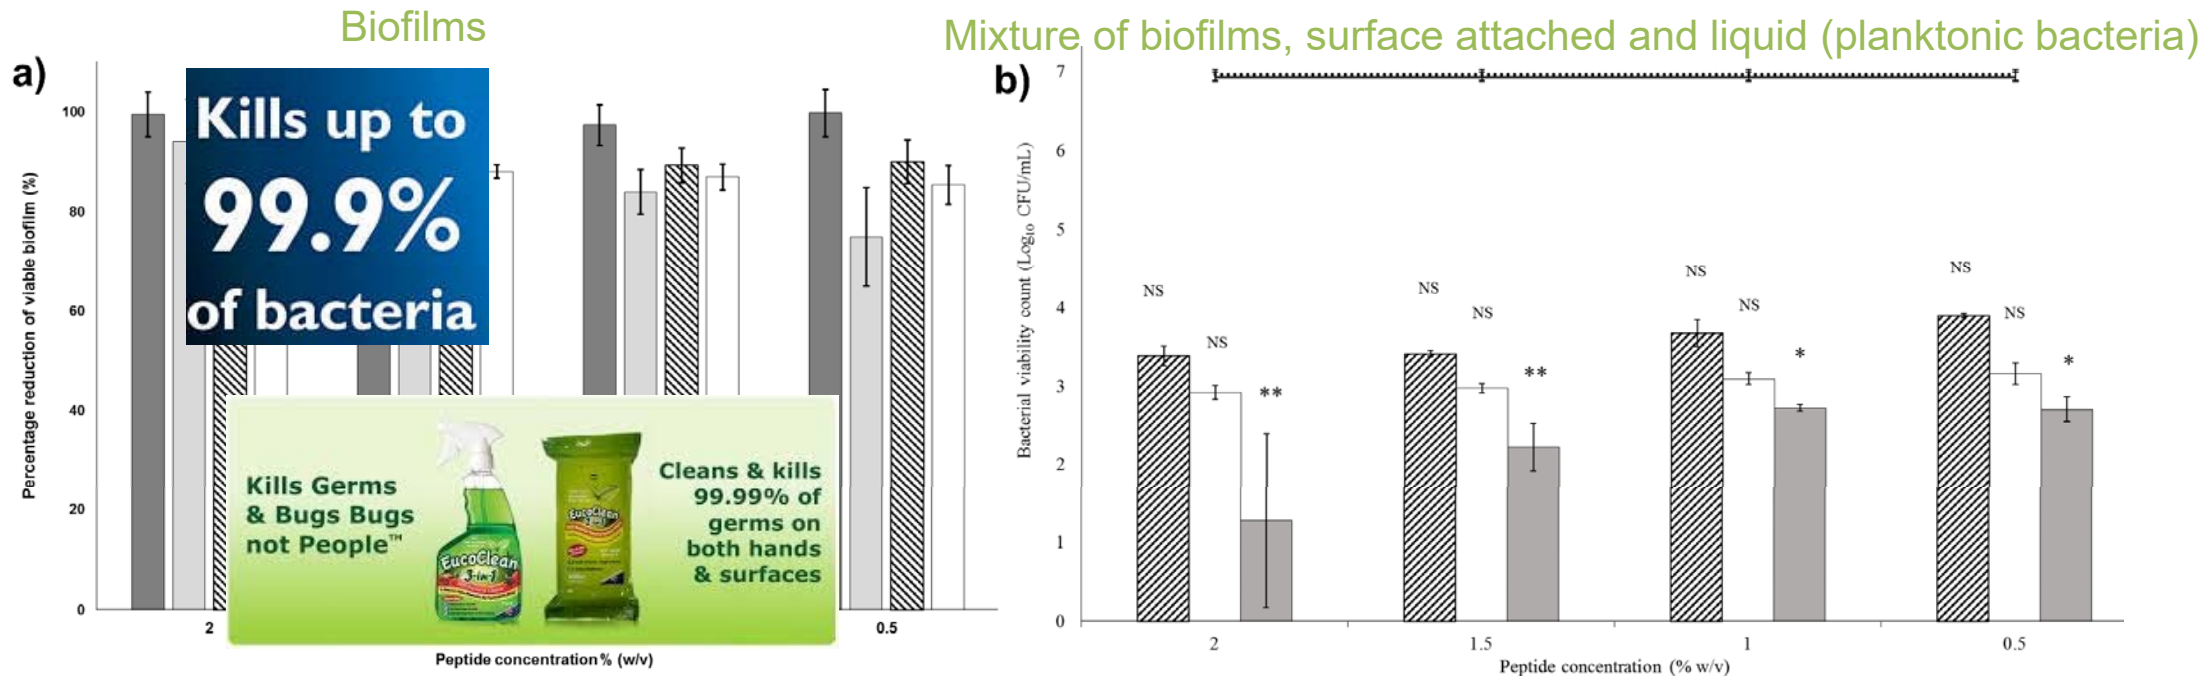 Biofilms
Mixture of biofilms, surface attached and liquid (planktonic bacteria)
a)
Percentage reduction of viable biofilm (%)
100
80
60
40
20
0
Kills up to
99.9%
of bacteria
Kills Germs
& Bugs Bugs
not People™
EucoClean
3-in-1
EucoClean
Cleans & kills
99.99% of
germs on
both hands
& surfaces
2
0.5
Peptide concentration % (w/v)
b)
Bacterial viability count (Log₁₀ CFU/mL)
7
6
5
4
3
2
1
0
NS
NS
**
NS
NS
**
NS
NS
*
NS
NS
*
2
1.5
1
0.5
Peptide concentration (% w/v)